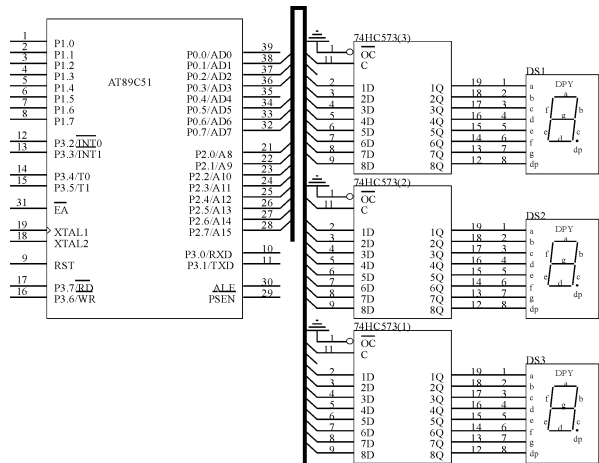 AT89C51
1 P1.0
2 P1.1
3 P1.2
4 P1.3
5 P1.4
6 P1.5
7 P1.6
8 P1.7
12 P3.2/INT0
13 P3.3/INT1
14 P3.4/T0
15 P3.5/T1
31 EA
19 XTAL1
18 XTAL2
9 RST
17 P3.7/RD
16 P3.6/WR
P0.0/AD0 39
P0.1/AD1 38
P0.2/AD2 37
P0.3/AD3 36
P0.4/AD4 35
P0.5/AD5 34
P0.6/AD6 33
P0.7/AD7 32
P2.0/A8 21
P2.1/A9 22
P2.2/A10 23
P2.3/A11 24
P2.4/A12 25
P2.5/A13 26
P2.6/A14 27
P2.7/A15 28
P3.0/RXD 10
P3.1/TXD 11
ALE 30
PSEN 29
74HC573(3)
1 OC
11 C
2 1D 1Q 19 1 a
3 2D 2Q 18 2 b
4 3D 3Q 17 3 c
5 4D 4Q 16 4 d
6 5D 5Q 15 5 e
7 6D 6Q 14 6 f
8 7D 7Q 13 7 g
9 8D 8Q 12 8 dp
DS1
DPY
a
f b
g
e d c
dp
74HC573(2)
1 OC
11 C
2 1D 1Q 19 1 a
3 2D 2Q 18 2 b
4 3D 3Q 17 3 c
5 4D 4Q 16 4 d
6 5D 5Q 15 5 e
7 6D 6Q 14 6 f
8 7D 7Q 13 7 g
9 8D 8Q 12 8 dp
DS2
DPY
a
f b
g
e d c
dp
74HC573(1)
1 OC
11 C
2 1D 1Q 19 1 a
3 2D 2Q 18 2 b
4 3D 3Q 17 3 c
5 4D 4Q 16 4 d
6 5D 5Q 15 5 e
7 6D 6Q 14 6 f
8 7D 7Q 13 7 g
9 8D 8Q 12 8 dp
DS3
DPY
a
f b
g
e d c
dp